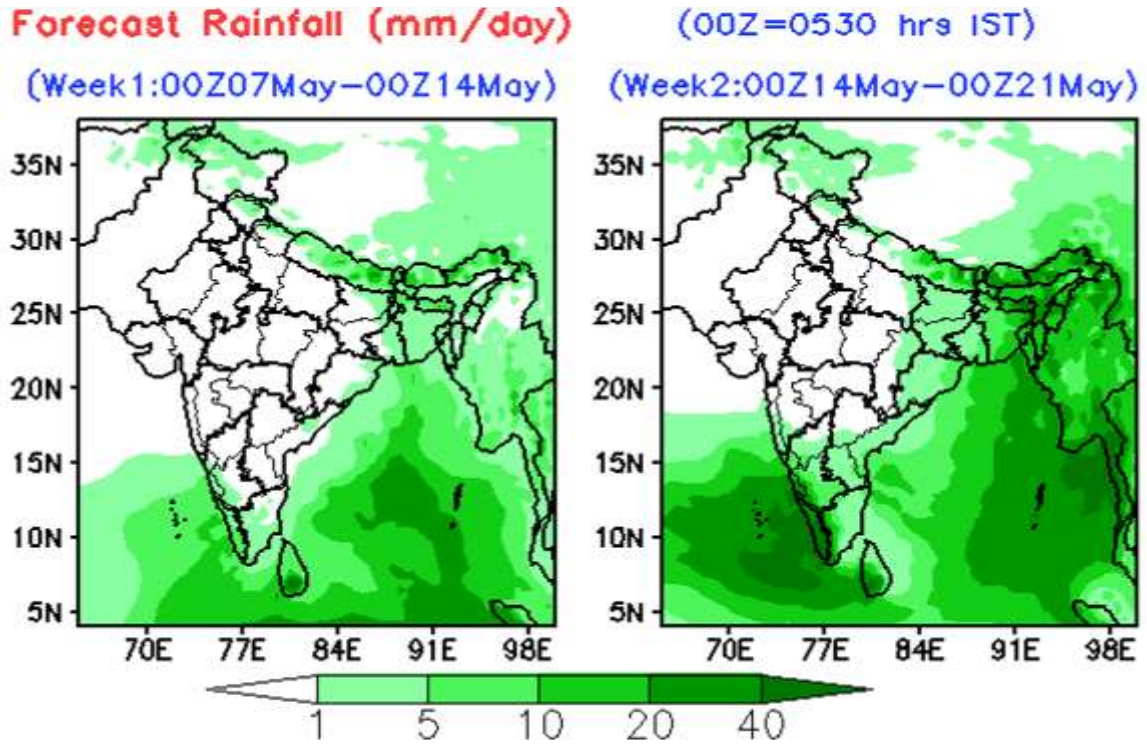 Forecast Rainfall (mm/day) (00Z=0530 hrs IST)
(Week1:00Z07May–00Z14May) (Week2:00Z14May–00Z21May)
35N 35N
30N 30N
25N 25N
20N 20N
15N 15N
10N 10N
5N 5N
70E 77E 84E 91E 98E 70E 77E 84E 91E 98E
1 5 10 20 40